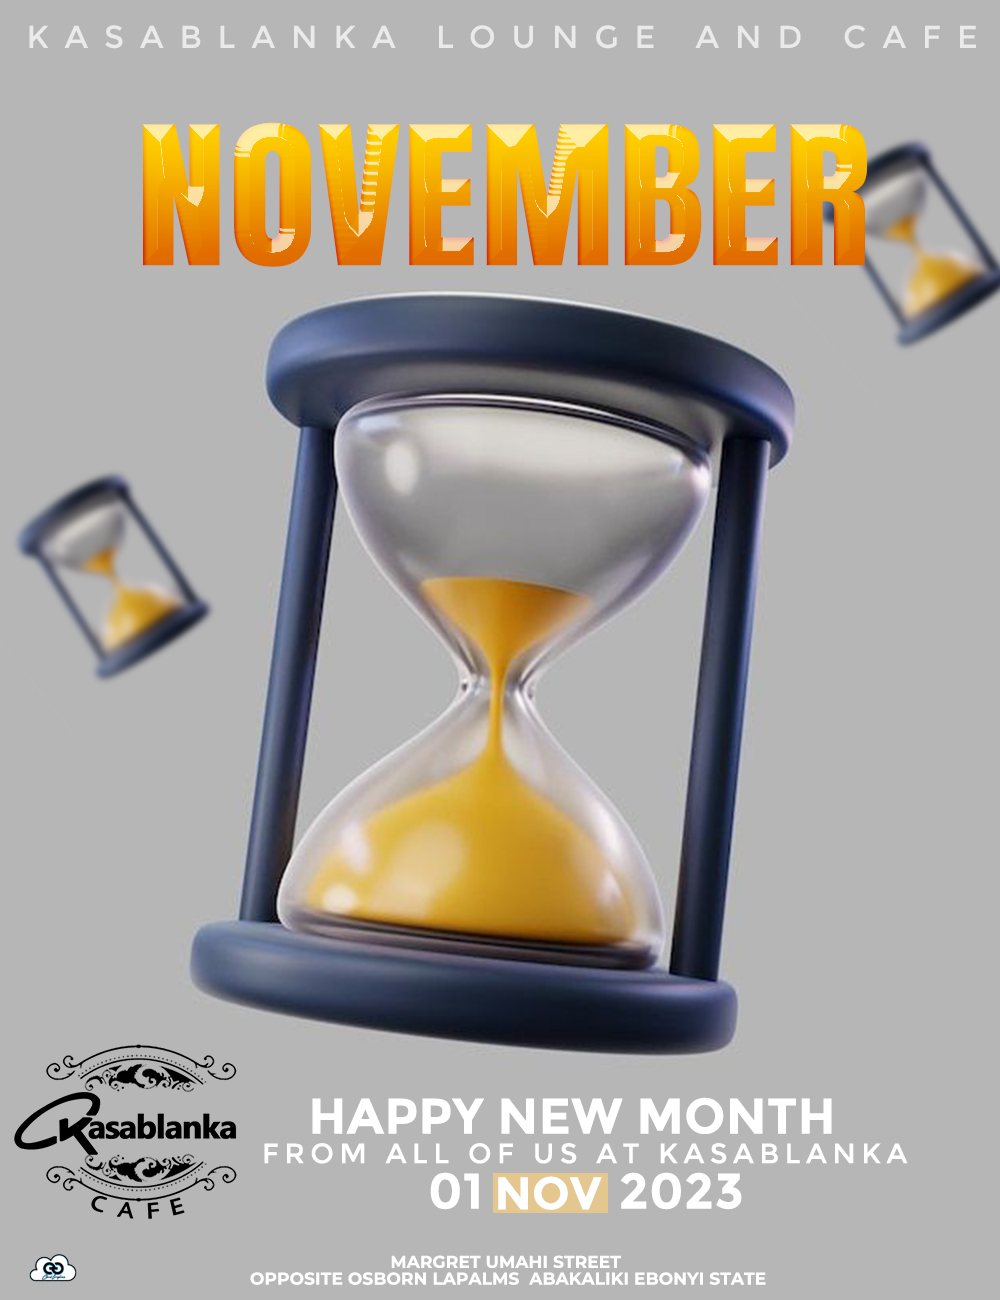 KASABLANKA LOUNGE AND CAFE
NOVEMBER
Kasablanka
CAFE
HAPPY NEW MONTH
FROM ALL OF US AT KASABLANKA
01 NOV 2023
MARGRET UMAHI STREET
OPPOSITE OSBORN LAPALMS ABAKALIKI EBONYI STATE